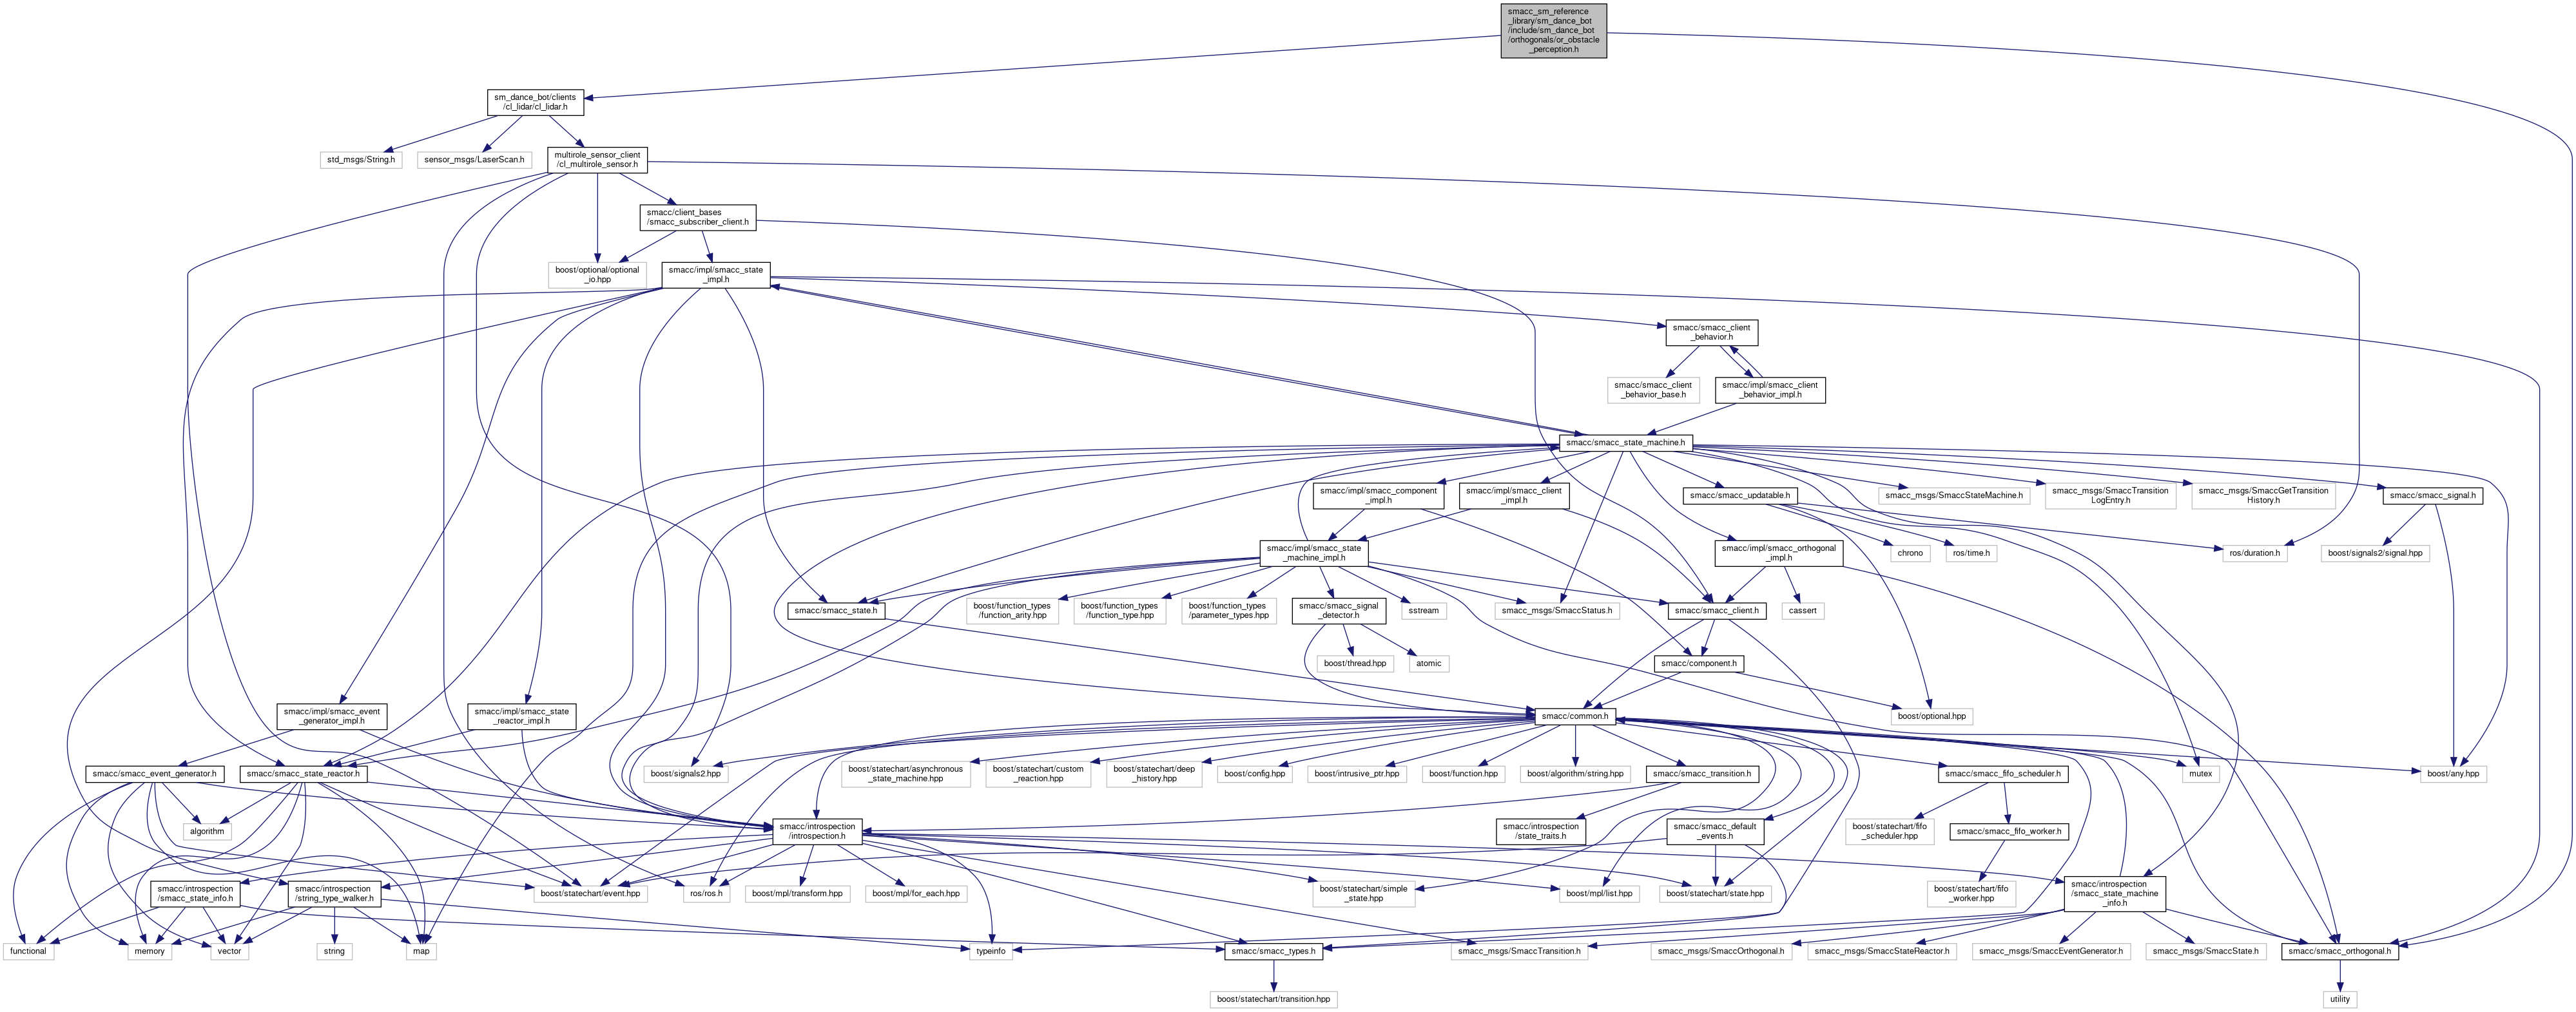 smacc_sm_reference
_library/sm_dance_bot
/include/sm_dance_bot
/orthogonals/or_obstacle
_perception.h
sm_dance_bot/clients
/cl_lidar/cl_lidar.h
std_msgs/String.h
sensor_msgs/LaserScan.h
multirole_sensor_client
/cl_multirole_sensor.h
smacc/client_bases
/smacc_subscriber_client.h
boost/optional/optional
_io.hpp
smacc/impl/smacc_state
_impl.h
smacc/smacc_client
_behavior.h
smacc/smacc_client
_behavior_base.h
smacc/impl/smacc_client
_behavior_impl.h
smacc/smacc_state_machine.h
smacc/impl/smacc_component
_impl.h
smacc/impl/smacc_client
_impl.h
smacc/smacc_updatable.h
smacc_msgs/SmaccStateMachine.h
smacc_msgs/SmaccTransition
LogEntry.h
smacc_msgs/SmaccGetTransition
History.h
smacc/smacc_signal.h
smacc/impl/smacc_state
_machine_impl.h
smacc/impl/smacc_orthogonal
_impl.h
chrono
ros/time.h
ros/duration.h
boost/signals2/signal.hpp
smacc/smacc_state.h
boost/function_types
/function_arity.hpp
boost/function_types
/function_type.hpp
boost/function_types
/parameter_types.hpp
smacc/smacc_signal
_detector.h
sstream
smacc_msgs/SmaccStatus.h
smacc/smacc_client.h
cassert
boost/thread.hpp
atomic
smacc/component.h
smacc/impl/smacc_event
_generator_impl.h
smacc/impl/smacc_state
_reactor_impl.h
smacc/common.h
boost/optional.hpp
smacc/smacc_event_generator.h
smacc/smacc_state_reactor.h
boost/signals2.hpp
boost/statechart/asynchronous
_state_machine.hpp
boost/statechart/custom
_reaction.hpp
boost/statechart/deep
_history.hpp
boost/config.hpp
boost/intrusive_ptr.hpp
boost/function.hpp
boost/algorithm/string.hpp
smacc/smacc_transition.h
smacc/smacc_fifo_scheduler.h
mutex
boost/any.hpp
algorithm
smacc/introspection
/introspection.h
smacc/introspection
/state_traits.h
smacc/smacc_default
_events.h
boost/statechart/fifo
_scheduler.hpp
smacc/smacc_fifo_worker.h
smacc/introspection
/smacc_state_info.h
smacc/introspection
/string_type_walker.h
boost/statechart/event.hpp
ros/ros.h
boost/mpl/transform.hpp
boost/mpl/for_each.hpp
boost/statechart/simple
_state.hpp
boost/mpl/list.hpp
boost/statechart/state.hpp
boost/statechart/fifo
_worker.hpp
smacc/introspection
/smacc_state_machine
_info.h
functional
memory
vector
string
map
typeinfo
smacc/smacc_types.h
smacc_msgs/SmaccTransition.h
smacc_msgs/SmaccOrthogonal.h
smacc_msgs/SmaccStateReactor.h
smacc_msgs/SmaccEventGenerator.h
smacc_msgs/SmaccState.h
smacc/smacc_orthogonal.h
boost/statechart/transition.hpp
utility